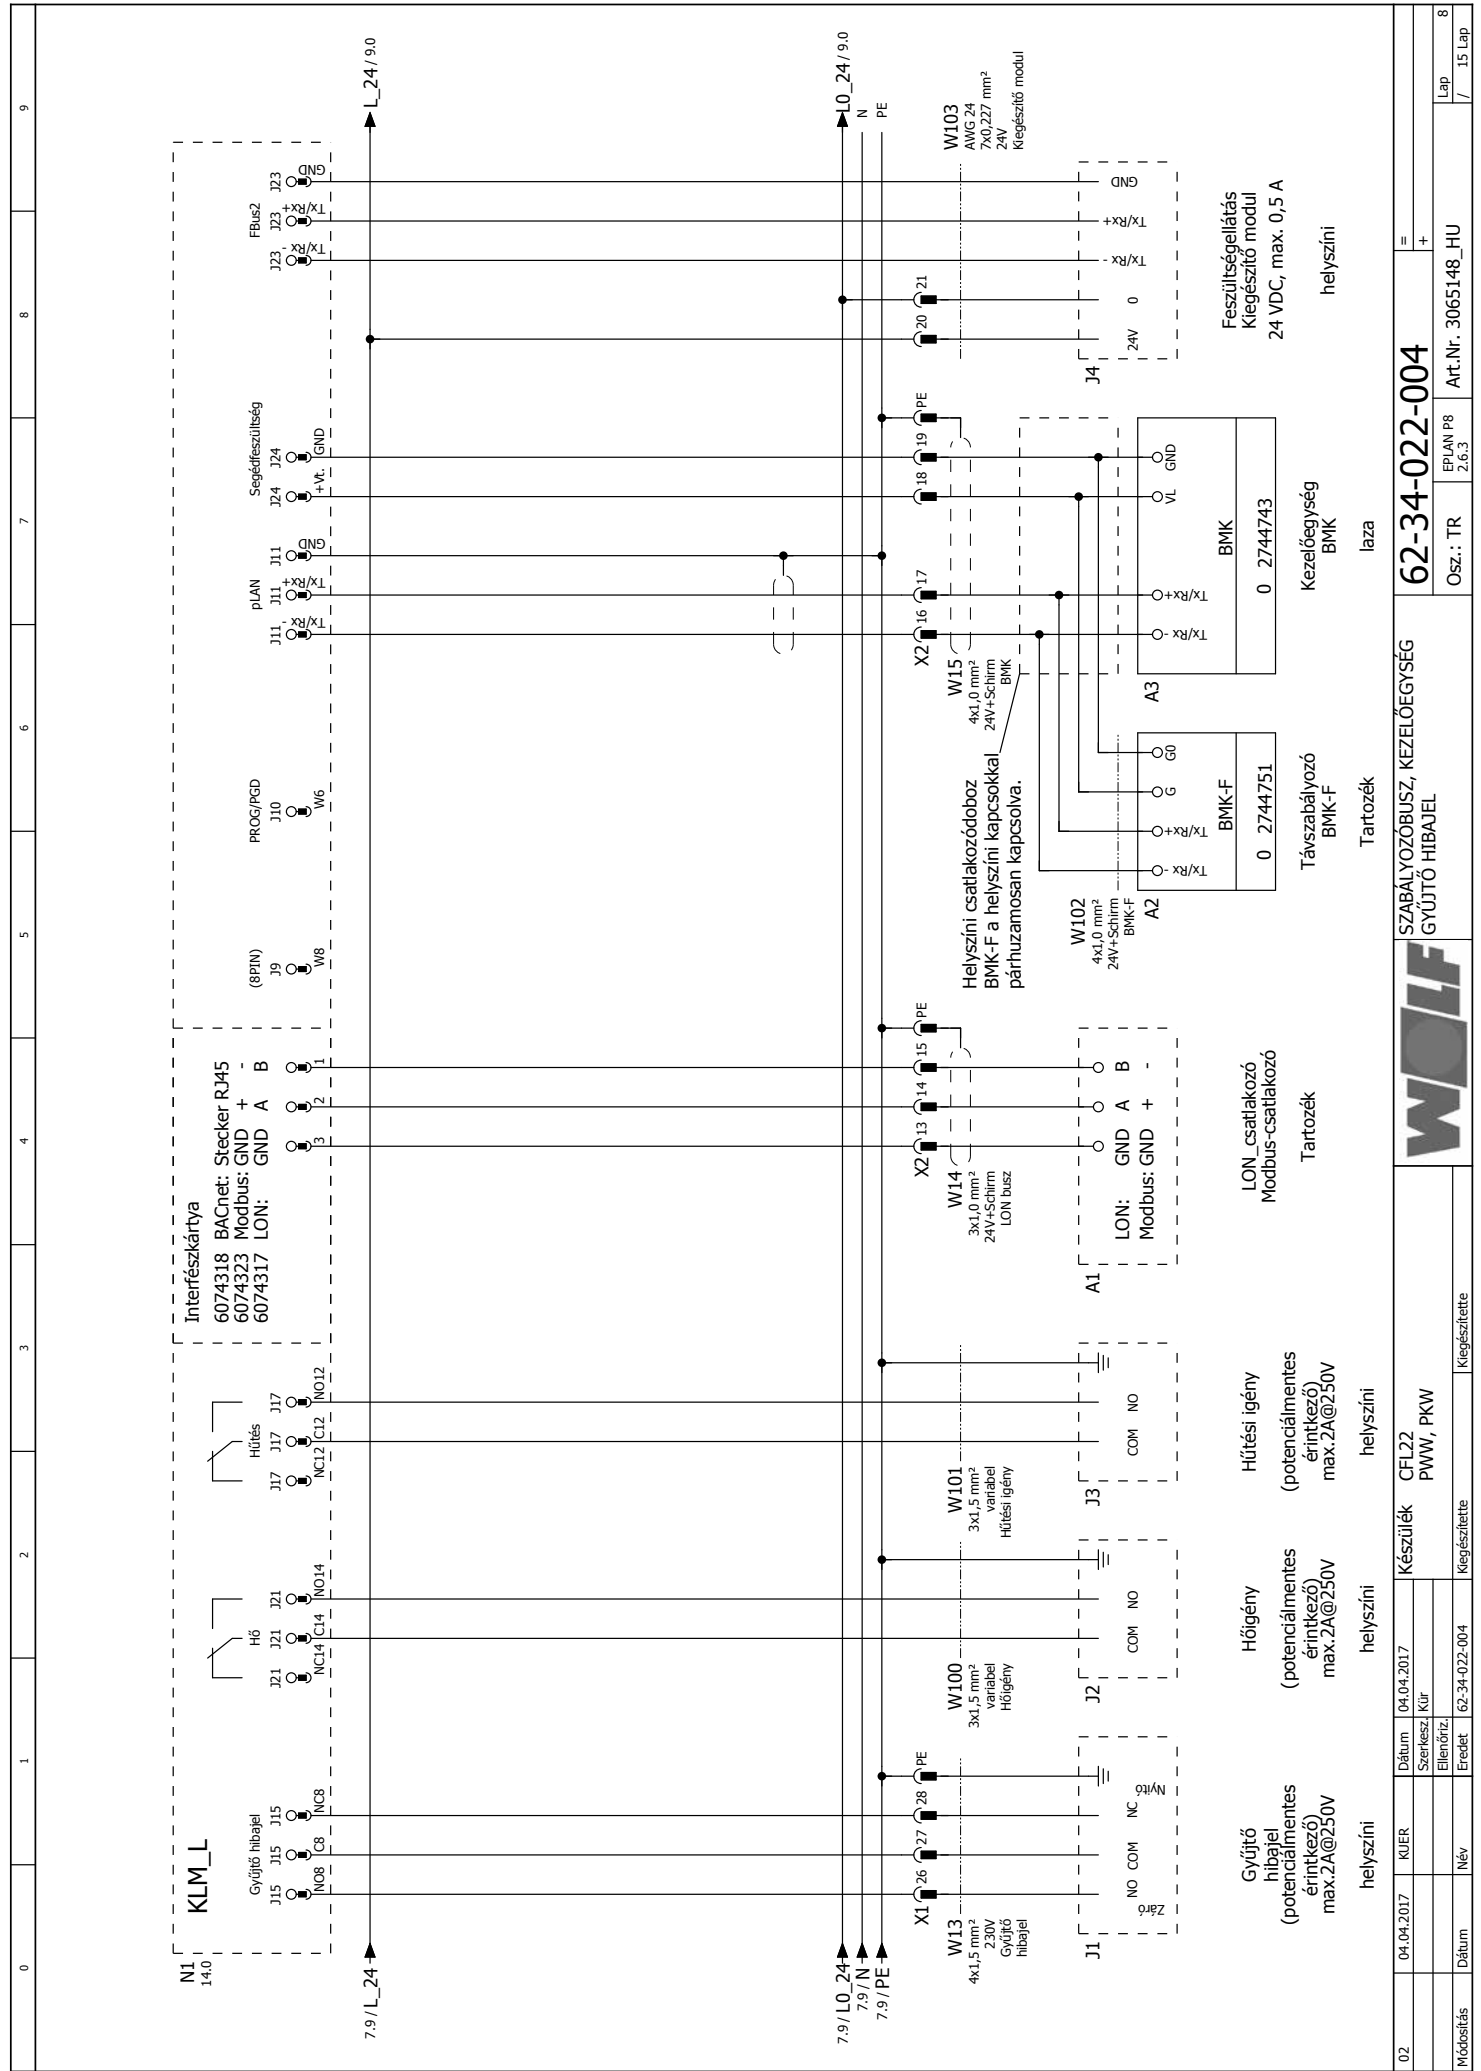 0 1 2 3 4 5 6 7 8 9
N1
14.0
KLM_L
Gyűjtő hibajel
J15 J15 J15
NO8 C8 NC8
Hő
J21 J21 J21
NC14 C14 NO14
Hűtés
J17 J17 J17
NC12 C12 NO12
Interfészkártya
6074318 BACnet: Stecker RJ45
6074323 Modbus: GND + -
6074317 LON: GND A B
3 2 1
(8PIN)
J9
W8
PROG/PGD
J10
W6
pLAN
J11 J11 J11
Tx/Rx - Tx/Rx+ GND
Segédfeszültség
J24 J24
+Vt. GND
FBus2
J23 J23 J23
Tx/Rx - Tx/Rx+ GND
7.9 / L_24
L_24 / 9.0
7.9 / L0_24
L0_24 / 9.0
7.9 / N
N
7.9 / PE
PE
X1 26 27 28 PE
W13
4x1,5 mm²
230V
Gyűjtő
hibajel
W100
3x1,5 mm²
variabel
Hőigény
W101
3x1,5 mm²
variabel
Hűtési igény
X2 13 14 15 PE
W14
3x1,0 mm²
24V+Schirm
LON busz
X2 16 17 18 19 PE
W15
4x1,0 mm²
24V+Schirm
BMK
20 21
W103
AWG 24
7x0,227 mm²
24V
Kiegészítő modul
Helyszíni csatlakozódoboz
BMK-F a helyszíni kapcsokkal
párhuzamosan kapcsolva.
W102
4x1,0 mm²
24V+Schirm
BMK-F
J1
NO COM NC
Záró Nyitó
Gyűjtő
hibajel
(potenciálmentes
érintkező)
max.2A@250V
helyszíni
J2
COM NO
Hőigény
(potenciálmentes
érintkező)
max.2A@250V
helyszíni
J3
COM NO
Hűtési igény
(potenciálmentes
érintkező)
max.2A@250V
helyszíni
A1
LON: GND A B
Modbus: GND + -
LON_csatlakozó
Modbus-csatlakozó
Tartozék
A2
Tx/Rx - Tx/Rx+ G G0
BMK-F
0 2744751
Távszabályozó
BMK-F
Tartozék
A3
Tx/Rx - Tx/Rx+ VL GND
BMK
0 2744743
Kezelőegység
BMK
laza
J4
24V 0 Tx/Rx - Tx/Rx+ GND
Feszültségellátás
Kiegészítő modul
24 VDC, max. 0,5 A
helyszíni
02 04.04.2017 KUER
Módosítás Dátum Név
Dátum 04.04.2017
Szerkesz. Kür
Ellenőriz.
Eredet 62-34-022-004
Készülék CFL22
PWW, PKW
Kiegészítette Kiegészítette
WOLF
SZABÁLYOZÓBUSZ, KEZELŐEGYSÉG
GYŰJTŐ HIBAJEL
62-34-022-004
Osz.: TR
EPLAN P8
2.6.3
Art.Nr. 3065148_HU
=
+
Lap 8
/ 15 Lap